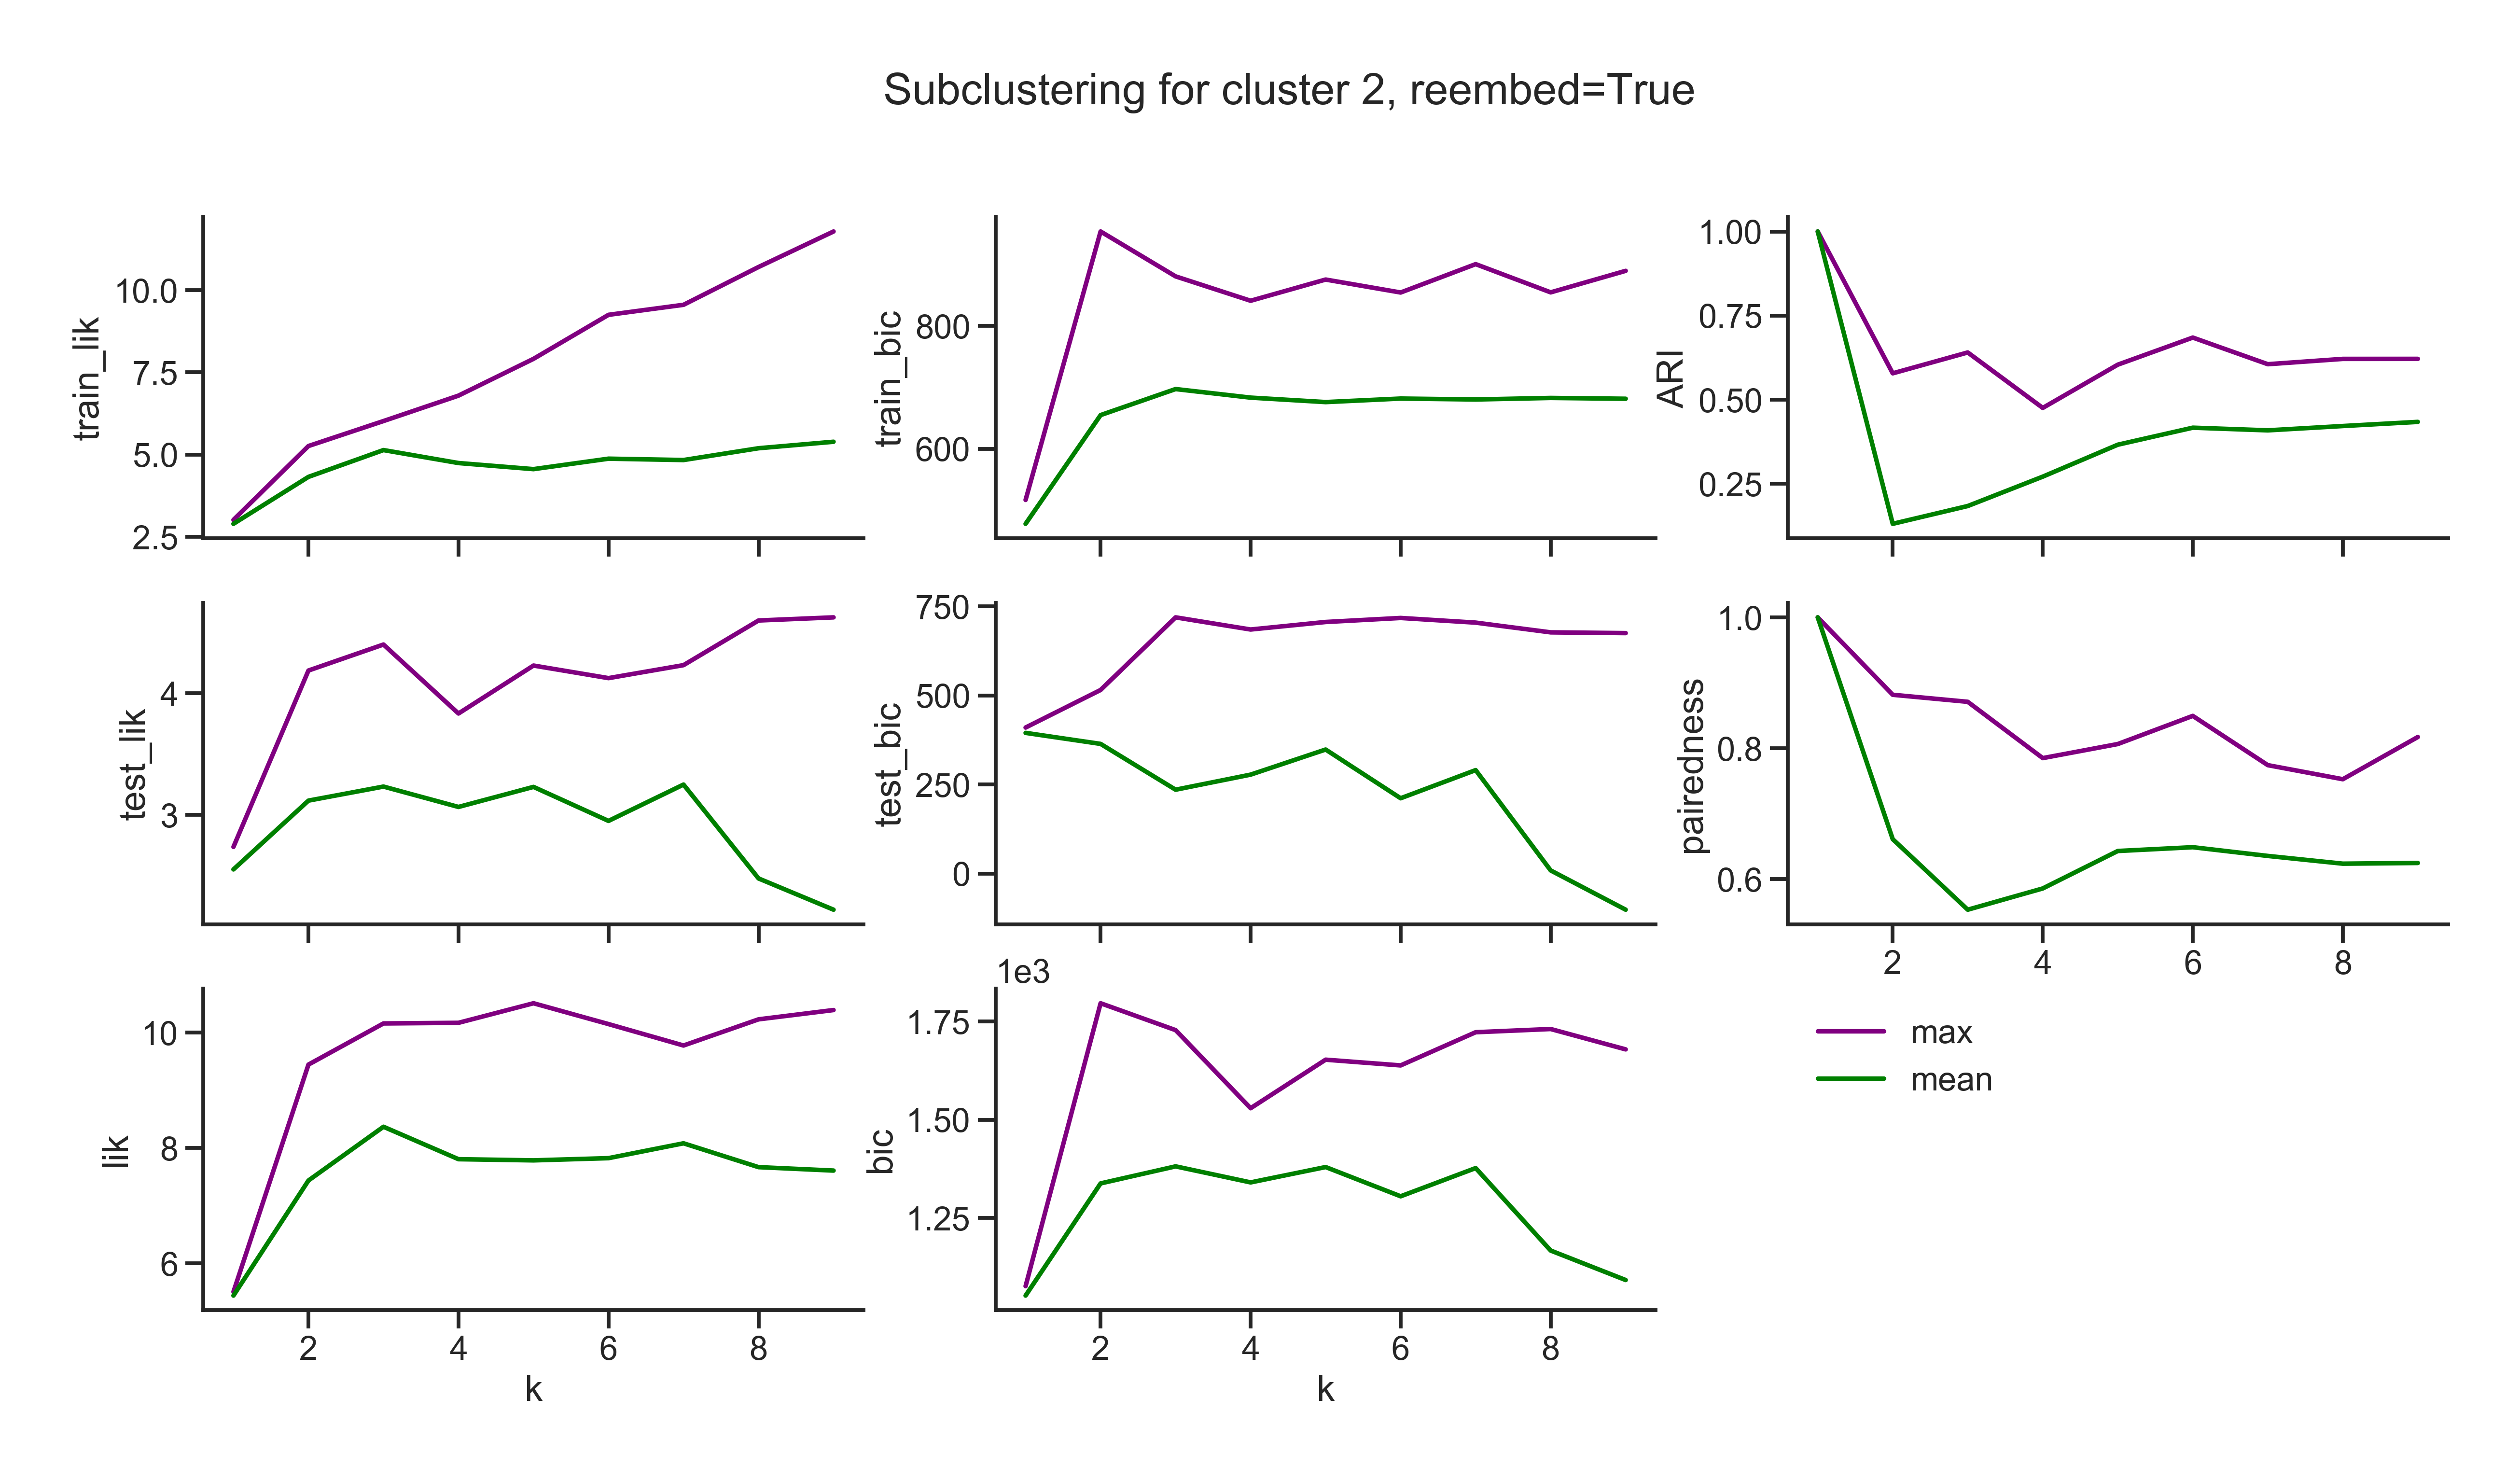 Subclustering for cluster 2, reembed=True
train_lik
10.0
7.5
5.0
2.5
train_bic
800
600
ARI
1.00
0.75
0.50
0.25
test_lik
4
3
test_bic
750
500
250
0
pairedness
1.0
0.8
0.6
2 4 6 8
lik
10
8
6
2 4 6 8
k
1e3
bic
1.75
1.50
1.25
2 4 6 8
k
max
mean